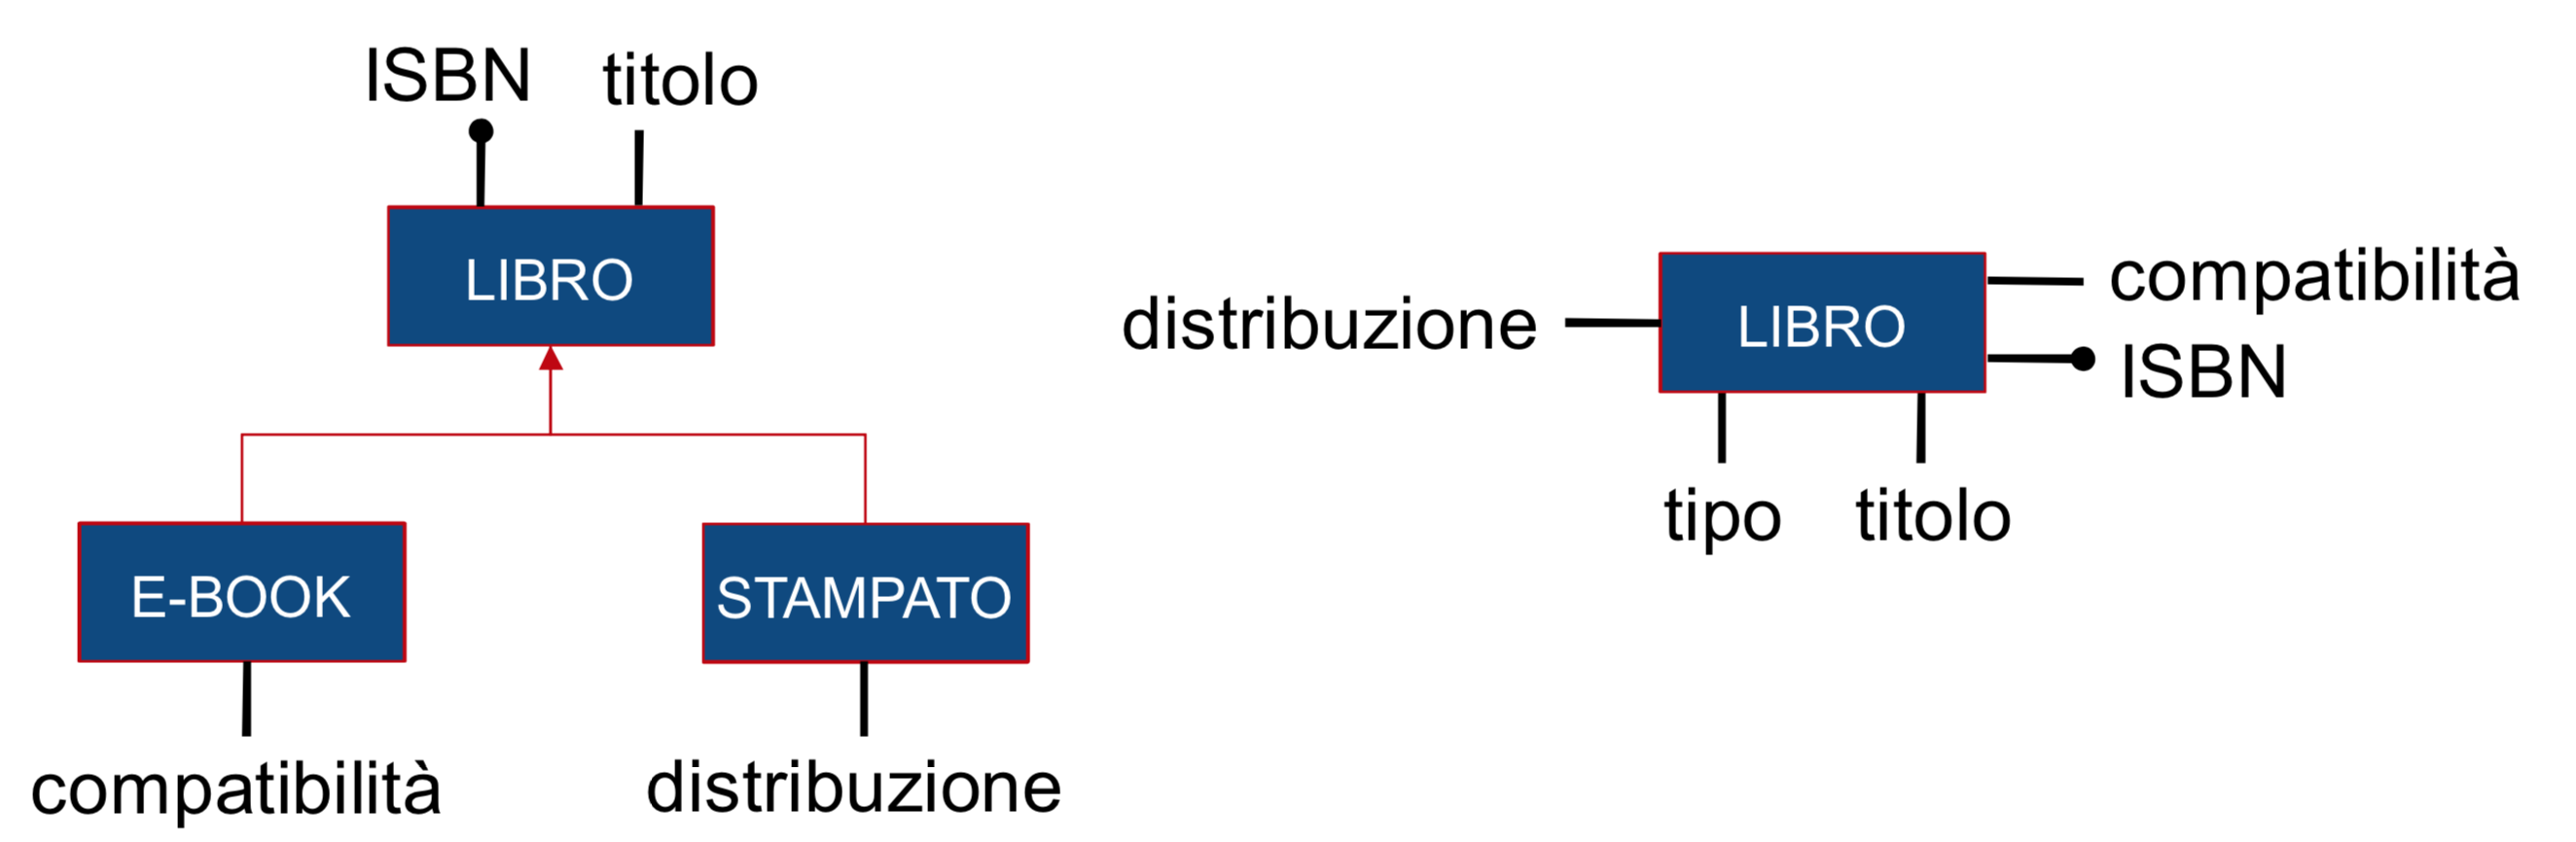 ISBN titolo
LIBRO
E-BOOK
STAMPATO
compatibilità
distribuzione
distribuzione
LIBRO
compatibilità
ISBN
tipo titolo